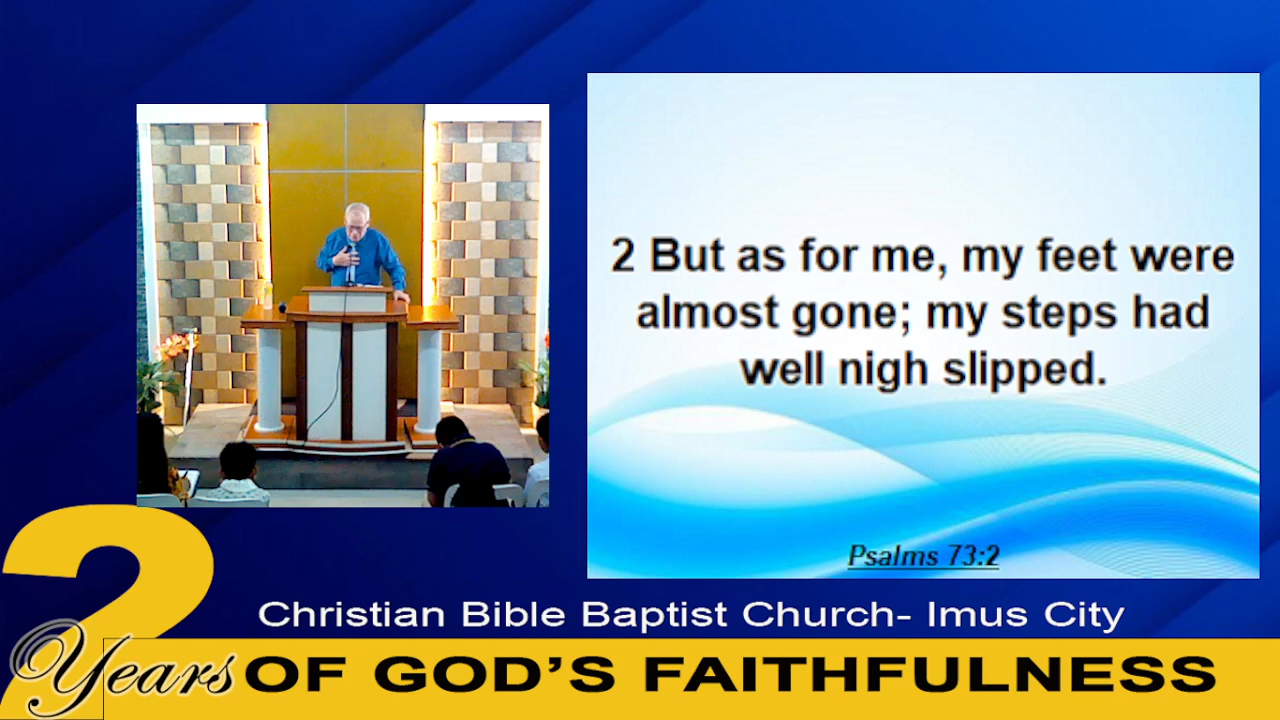 2 But as for me, my feet were
almost gone; my steps had
well nigh slipped.
Psalms 73:2
Christian Bible Baptist Church- Imus City
2
Years OF GOD'S FAITHFULNESS